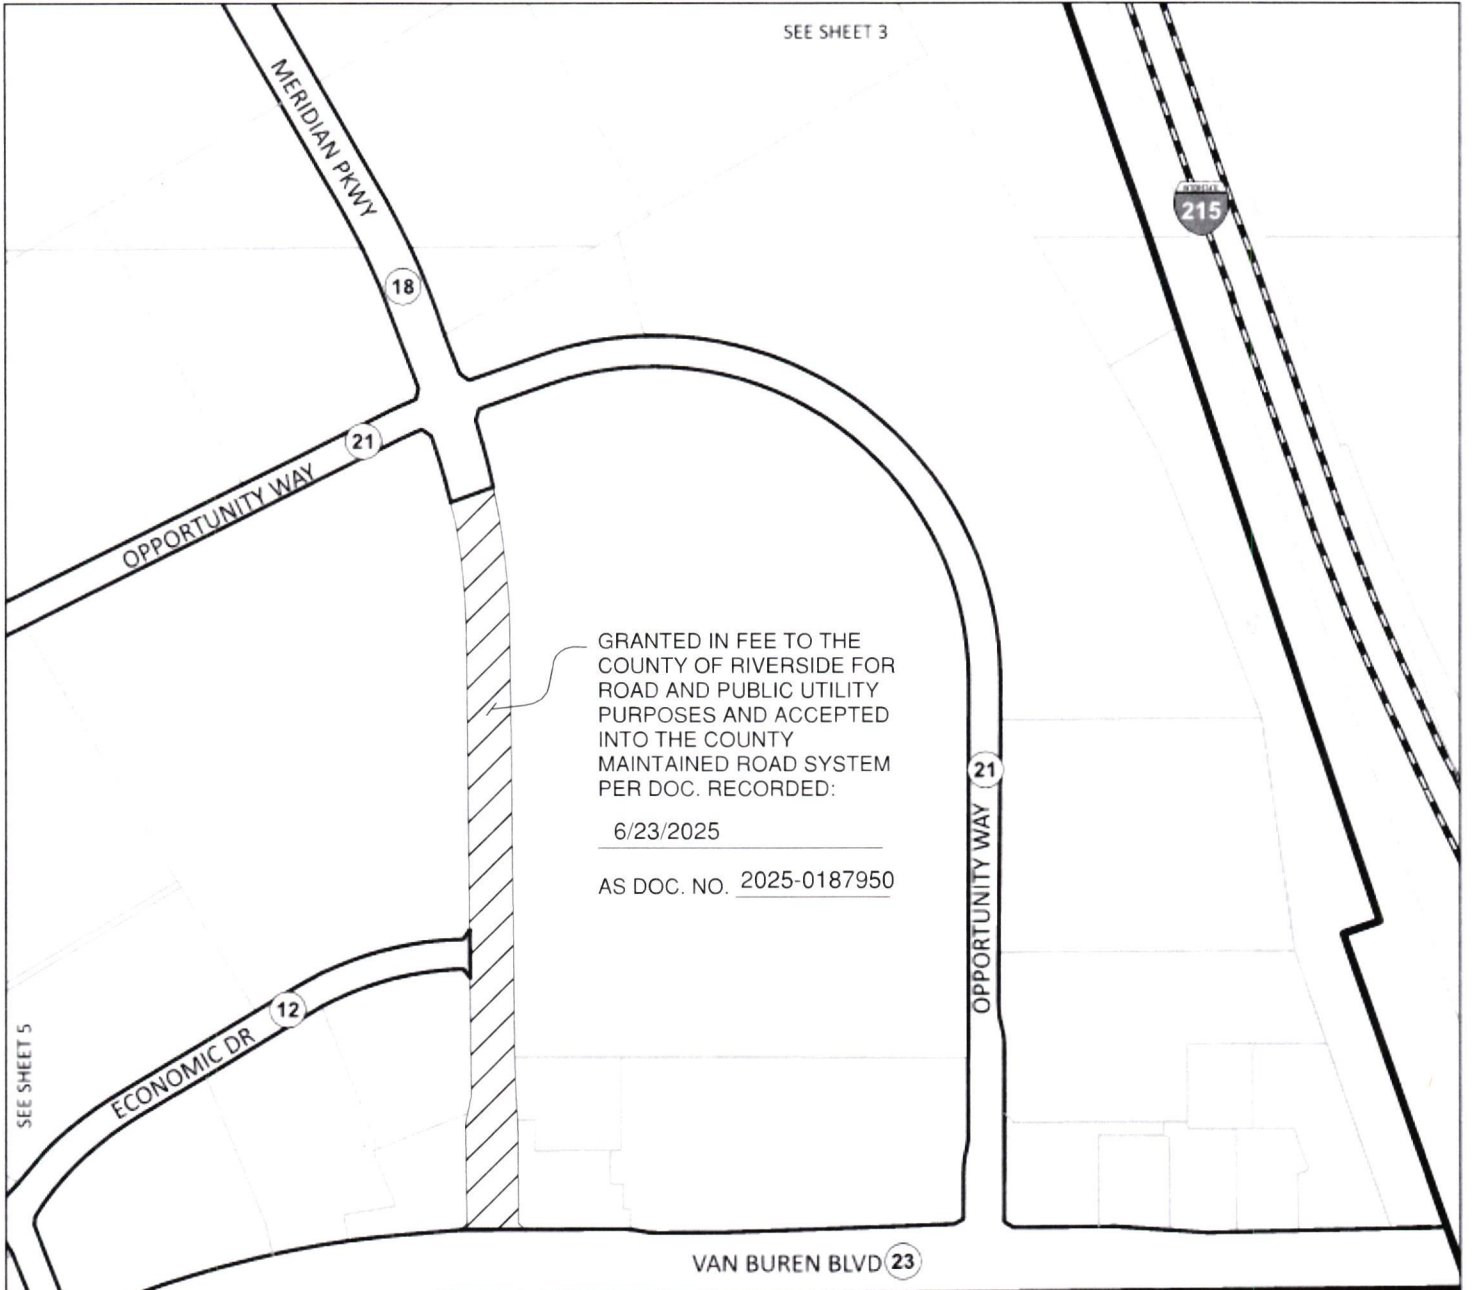 SEE SHEET 3
MERIDIAN PKWY
INTERSTATE
215
18
21
OPPORTUNITY WAY
GRANTED IN FEE TO THE
COUNTY OF RIVERSIDE FOR
ROAD AND PUBLIC UTILITY
PURPOSES AND ACCEPTED
INTO THE COUNTY
MAINTAINED ROAD SYSTEM
PER DOC. RECORDED:
6/23/2025
AS DOC. NO. 2025-0187950
21
OPPORTUNITY WAY
12
ECONOMIC DR
SEE SHEET 5
VAN BUREN BLVD 23